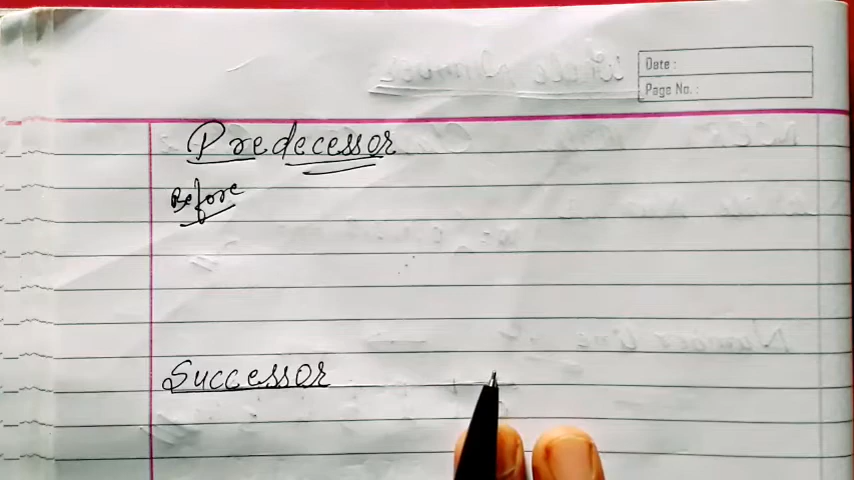 Date :
Page No. :
Predecessor
Before
Successor